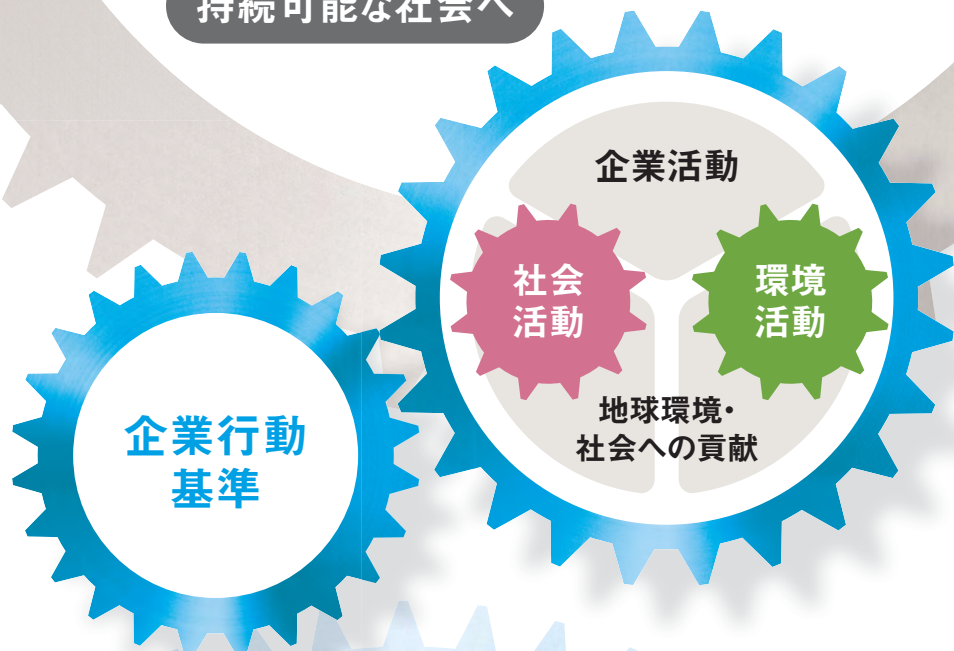 持続可能な社会へ
企業活動
社会
活動
環境
活動
地球環境・
社会への貢献
企業行動
基準